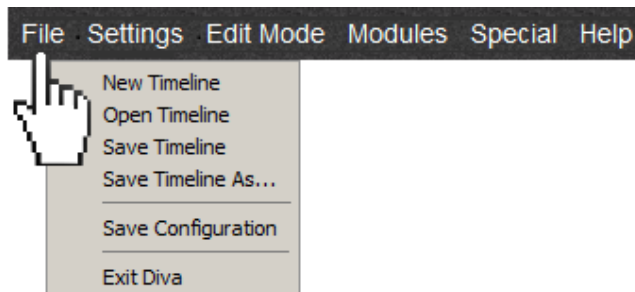 File Settings Edit Mode Modules Special Help
New Timeline
Open Timeline
Save Timeline
Save Timeline As...
Save Configuration
Exit Diva